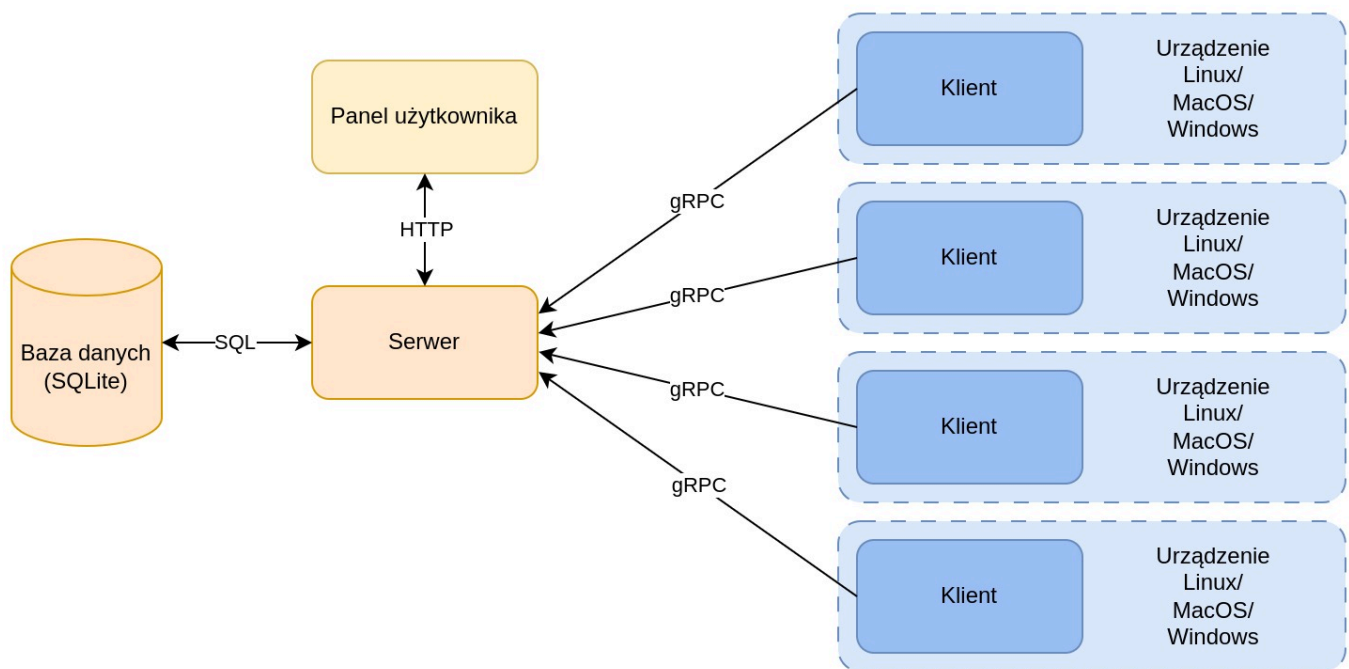 Panel użytkownika
HTTP
Baza danych
(SQLite)
SQL
Serwer
gRPC
gRPC
gRPC
gRPC
Klient
Urządzenie
Linux/
MacOS/
Windows
Klient
Urządzenie
Linux/
MacOS/
Windows
Klient
Urządzenie
Linux/
MacOS/
Windows
Klient
Urządzenie
Linux/
MacOS/
Windows